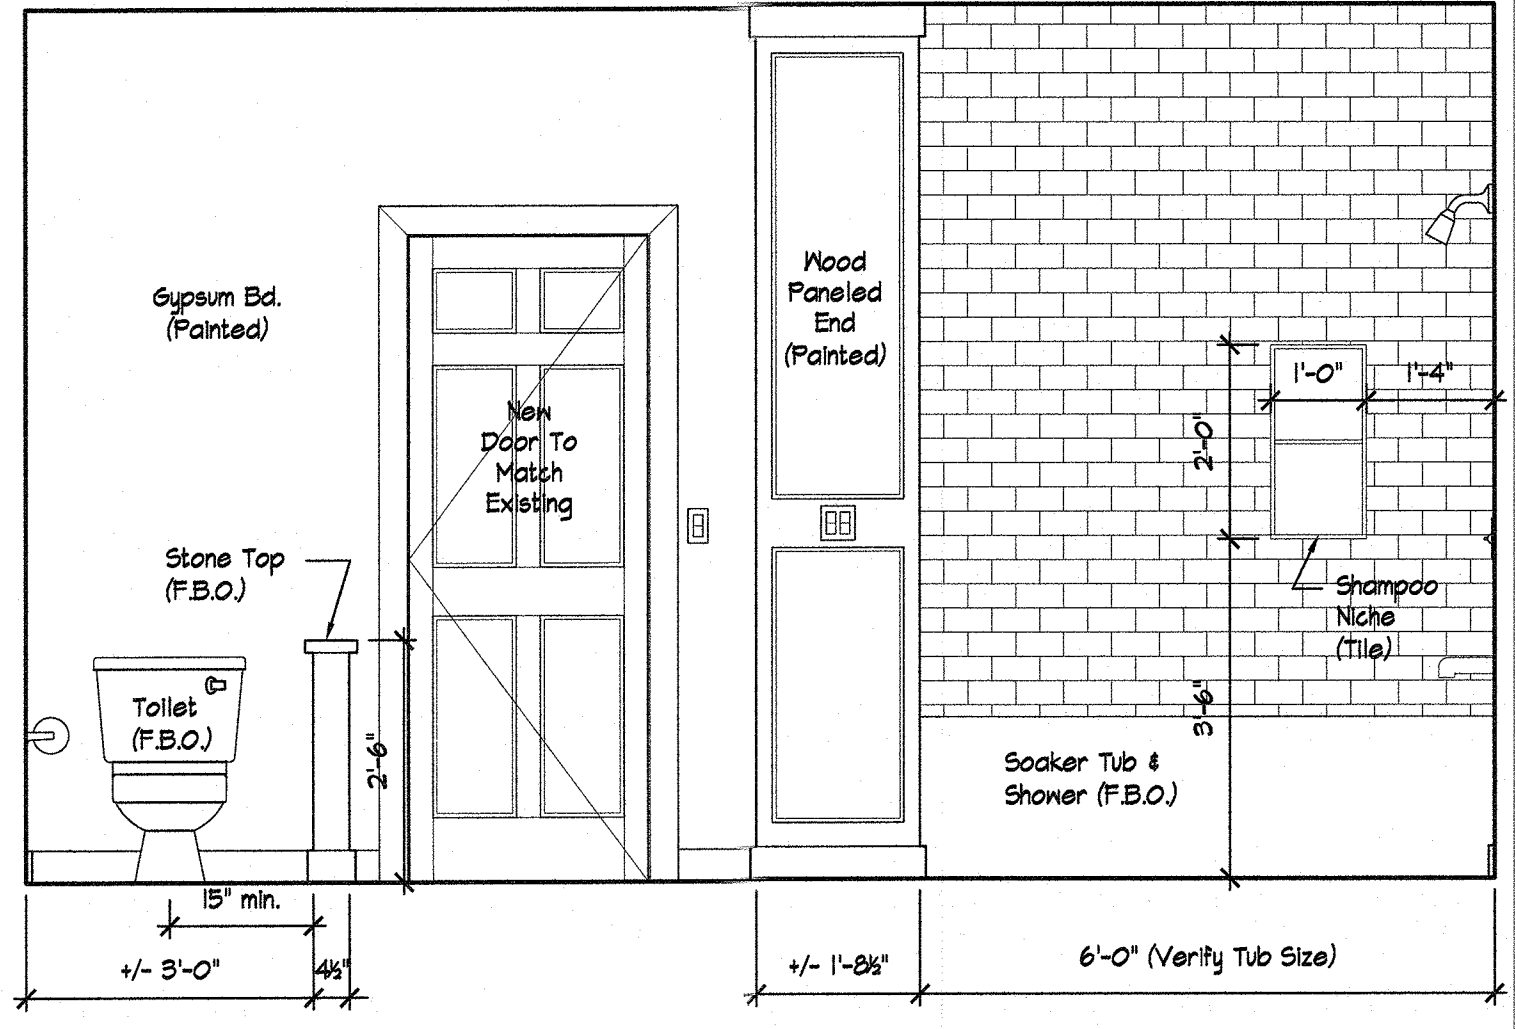 Wood
Paneled
End
(Painted)
Gypsum Bd.
(Painted)
1'-0"
1'-4"
New
Door To
Match
Existing
2'-0"
Stone Top
(F.B.O.)
Shampoo
Niche
(Tile)
Toilet
(F.B.O.)
2'-6"
3'-6"
Soaker Tub &
Shower (F.B.O.)
15" min.
+/- 3'-0"
4½"
+/- 1'-8½"
6'-0" (Verify Tub Size)